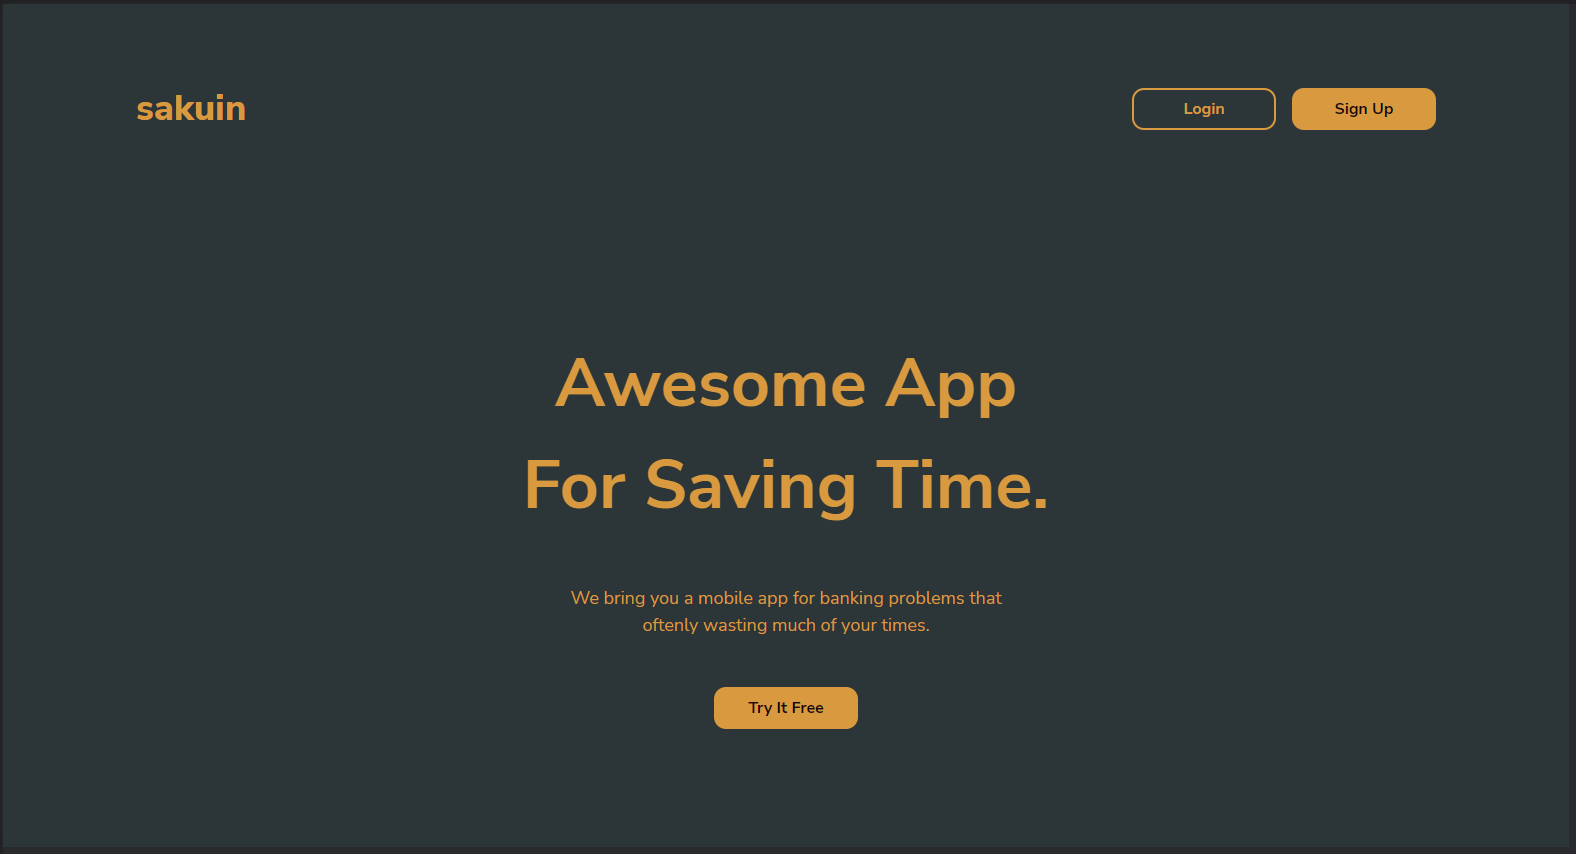 sakuin
Login
Sign Up
Awesome App
For Saving Time.
We bring you a mobile app for banking problems that
oftenly wasting much of your times.
Try It Free